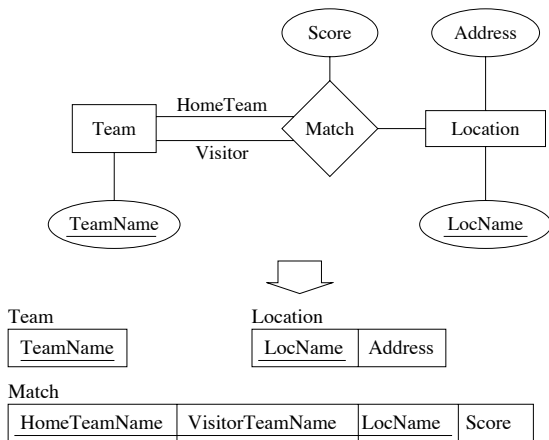 Score
Address
HomeTeam
Team
Match
Location
Visitor
TeamName
LocName
Team
Location
TeamName
LocName
Address
Match
HomeTeamName
VisitorTeamName
LocName
Score